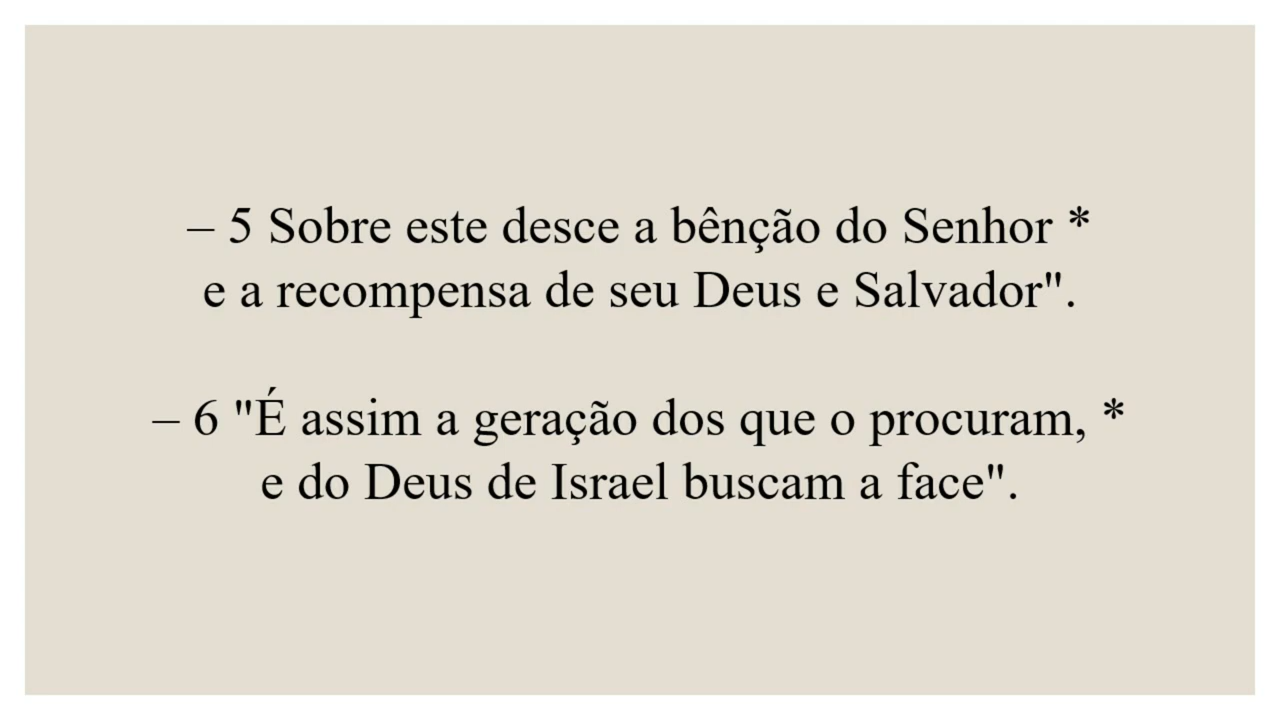 – 5 Sobre este desce a bênção do Senhor *
e a recompensa de seu Deus e Salvador".
– 6 "É assim a geração dos que o procuram, *
e do Deus de Israel buscam a face".